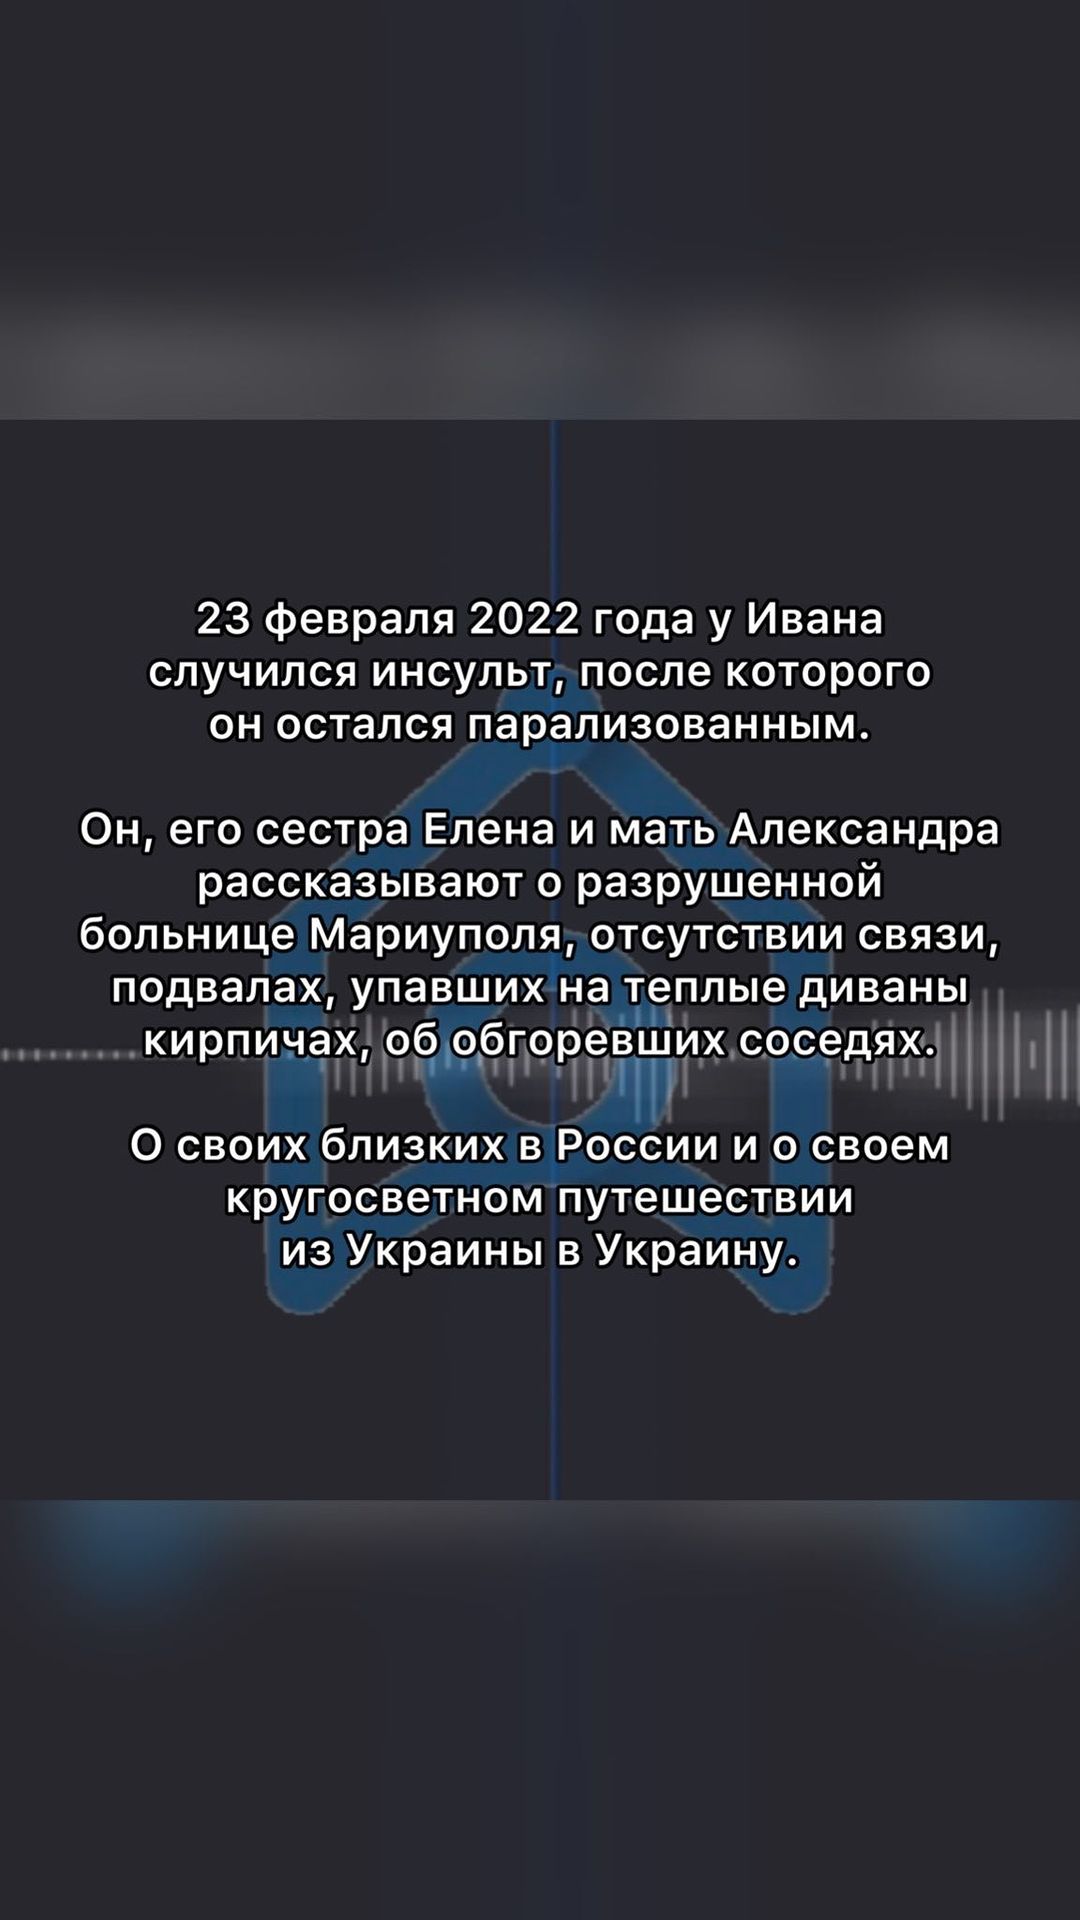 23 февраля 2022 года у Ивана
случился инсульт, после которого
он остался парализованным.
Он, его сестра Елена и мать Александра
рассказывают о разрушенной
больнице Мариуполя, отсутствии связи,
подвалах, упавших на теплые диваны
кирпичах, об обгоревших соседях.
О своих близких в России и о своем
кругосветном путешествии
из Украины в Украину.